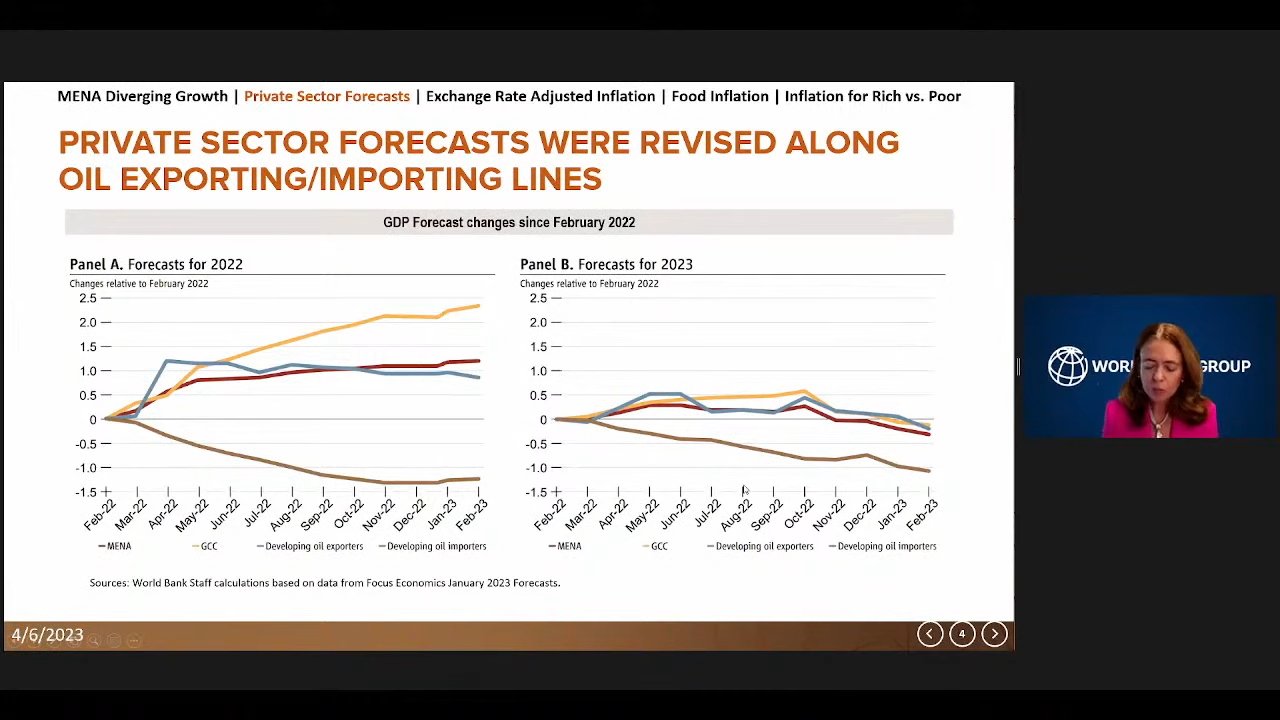 MENA Diverging Growth | Private Sector Forecasts | Exchange Rate Adjusted Inflation | Food Inflation | Inflation for Rich vs. Poor
PRIVATE SECTOR FORECASTS WERE REVISED ALONG
OIL EXPORTING/IMPORTING LINES
GDP Forecast changes since February 2022
Panel A. Forecasts for 2022
Changes relative to February 2022
2.5
2.0
1.5
1.0
0.5
0
-0.5
-1.0
-1.5
Feb-22 Mar-22 Apr-22 May-22 Jun-22 Jul-22 Aug-22 Sep-22 Oct-22 Nov-22 Dec-22 Jan-23 Feb-23
MENA GCC Developing oil exporters Developing oil importers
Panel B. Forecasts for 2023
Changes relative to February 2022
2.5
2.0
1.5
1.0
0.5
0
-0.5
-1.0
-1.5
Feb-22 Mar-22 Apr-22 May-22 Jun-22 Jul-22 Aug-22 Sep-22 Oct-22 Nov-22 Dec-22 Jan-23 Feb-23
MENA GCC Developing oil exporters Developing oil importers
Sources: World Bank Staff calculations based on data from Focus Economics January 2023 Forecasts.
4/6/2023
4
WOR GROUP